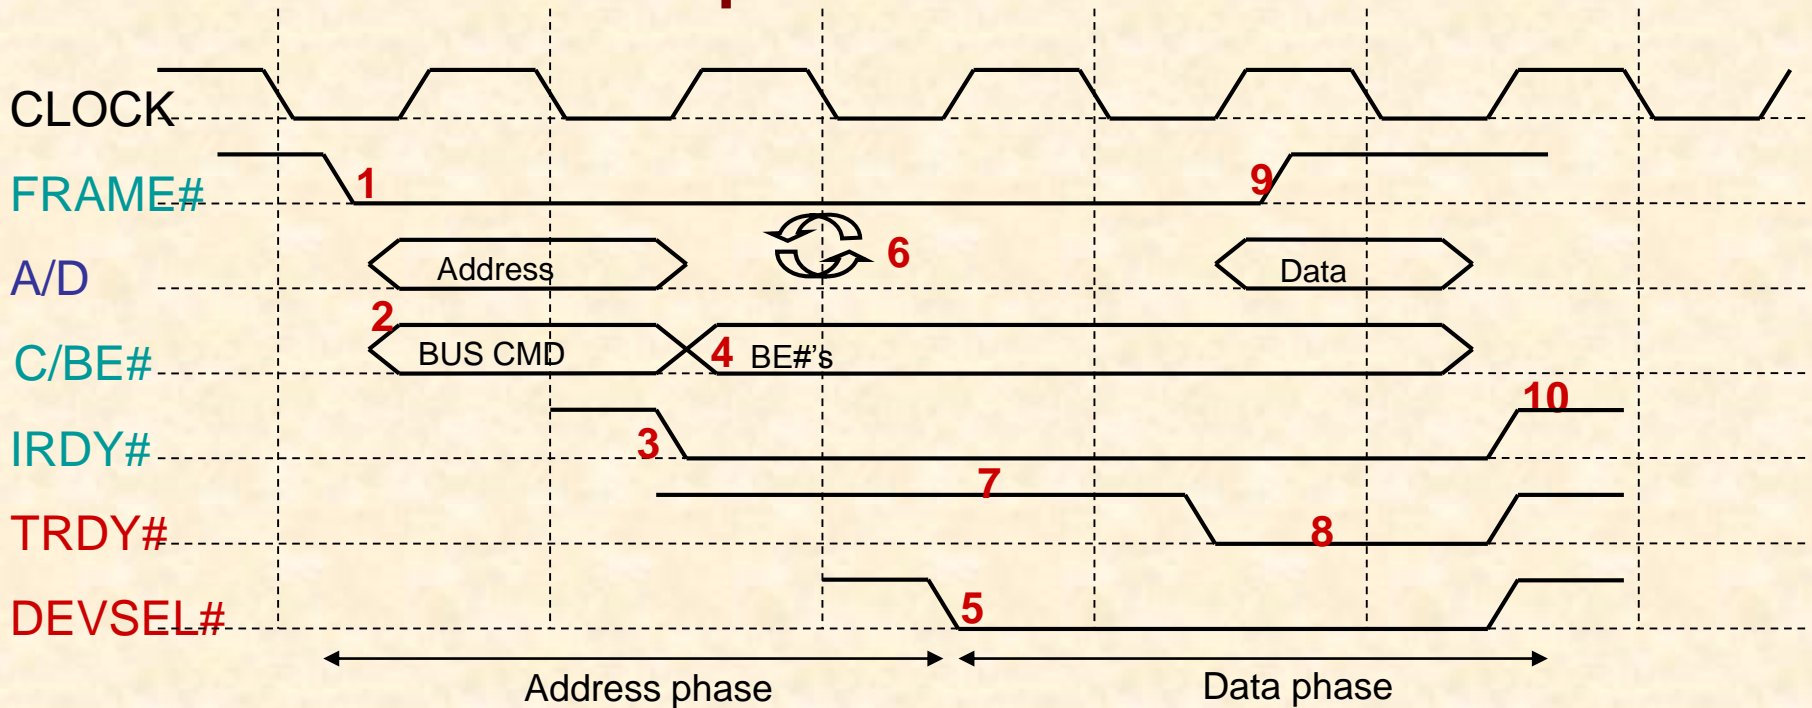 CLOCK
FRAME# 1 9
A/D Address 6 Data
C/BE# 2 BUS CMD 4 BE#'s
IRDY# 3 10
TRDY# 7 8
DEVSEL# 5
Address phase Data phase